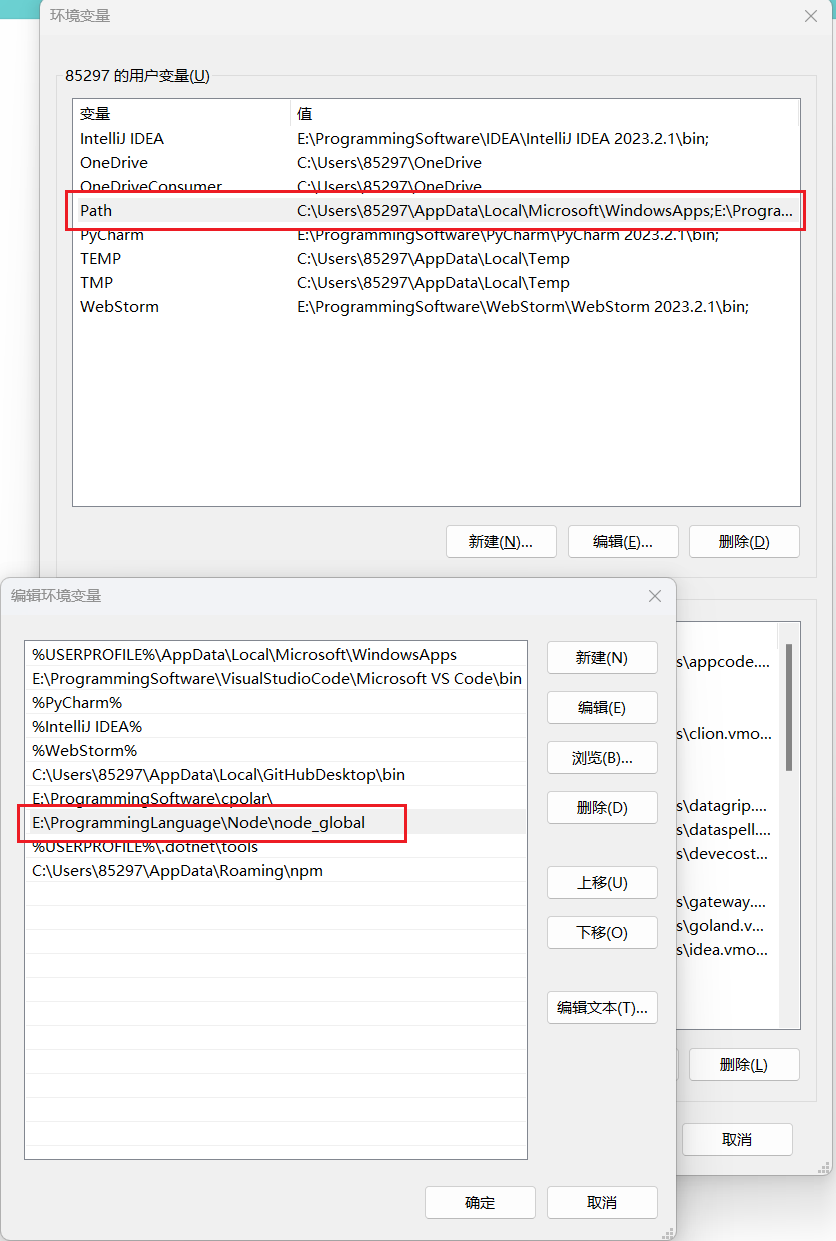 环境变量
85297 的用户变量(U)
变量 值
IntelliJ IDEA E:\ProgrammingSoftware\IDEA\IntelliJ IDEA 2023.2.1\bin;
OneDrive C:\Users\85297\OneDrive
OneDriveConsumer C:\Users\85297\OneDrive
Path C:\Users\85297\AppData\Local\Microsoft\WindowsApps;E:\Progra...
PyCharm E:\ProgrammingSoftware\PyCharm\PyCharm 2023.2.1\bin;
TEMP C:\Users\85297\AppData\Local\Temp
TMP C:\Users\85297\AppData\Local\Temp
WebStorm E:\ProgrammingSoftware\WebStorm\WebStorm 2023.2.1\bin;
新建(N)... 编辑(E)... 删除(D)
编辑环境变量
%USERPROFILE%\AppData\Local\Microsoft\WindowsApps
E:\ProgrammingSoftware\VisualStudioCode\Microsoft VS Code\bin
%PyCharm%
%IntelliJ IDEA%
%WebStorm%
C:\Users\85297\AppData\Local\GitHubDesktop\bin
E:\ProgrammingSoftware\cpolar\
E:\ProgrammingLanguage\Node\node_global
%USERPROFILE%\.dotnet\tools
C:\Users\85297\AppData\Roaming\npm
新建(N)
编辑(E)
浏览(B)...
删除(D)
上移(U)
下移(O)
编辑文本(T)...
确定 取消
s\appcode....
s\clion.vmo...
s\datagrip....
s\dataspell....
s\devecost...
s\gateway....
s\goland.v...
s\idea.vmo...
删除(L)
取消